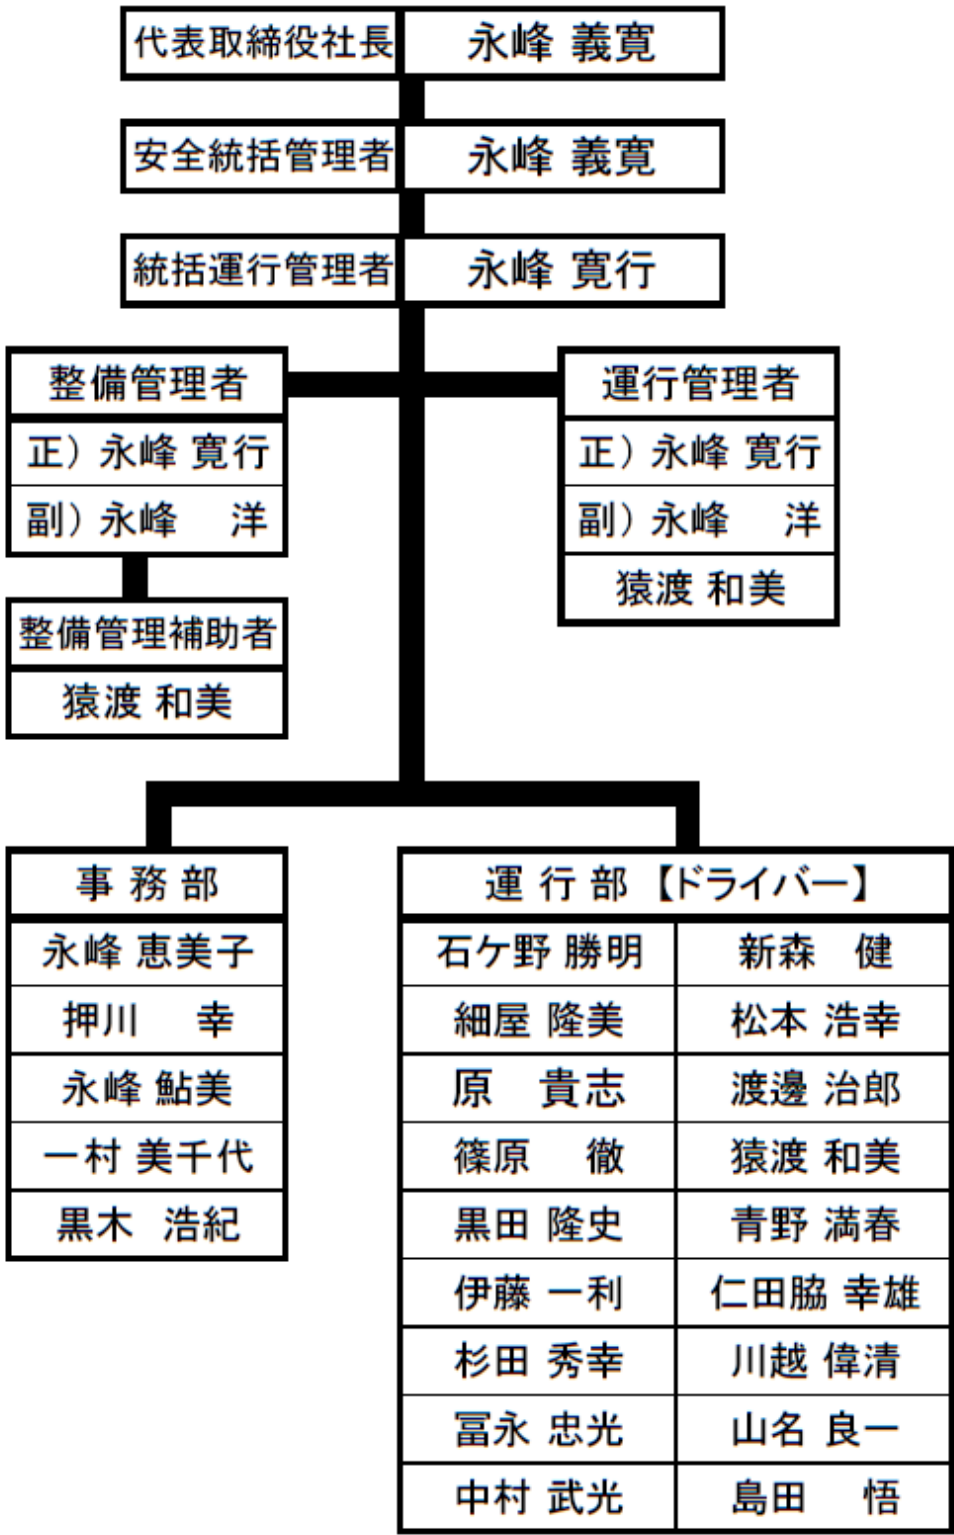 代表取締役社長 永峰 義寛
安全統括管理者 永峰 義寛
統括運行管理者 永峰 寛行
整備管理者
正）永峰 寛行
副）永峰　洋
整備管理補助者
猿渡 和美
運行管理者
正）永峰 寛行
副）永峰　洋
猿渡 和美
事 務 部
永峰 恵美子
押川　幸
永峰 鮎美
一村 美千代
黒木 浩紀
運 行 部 【ドライバー】
石ケ野 勝明 新森　健
細屋 隆美 松本 浩幸
原　貴志 渡邊 治郎
篠原　徹 猿渡 和美
黒田 隆史 青野 満春
伊藤 一利 仁田脇 幸雄
杉田 秀幸 川越 偉清
冨永 忠光 山名 良一
中村 武光 島田　悟